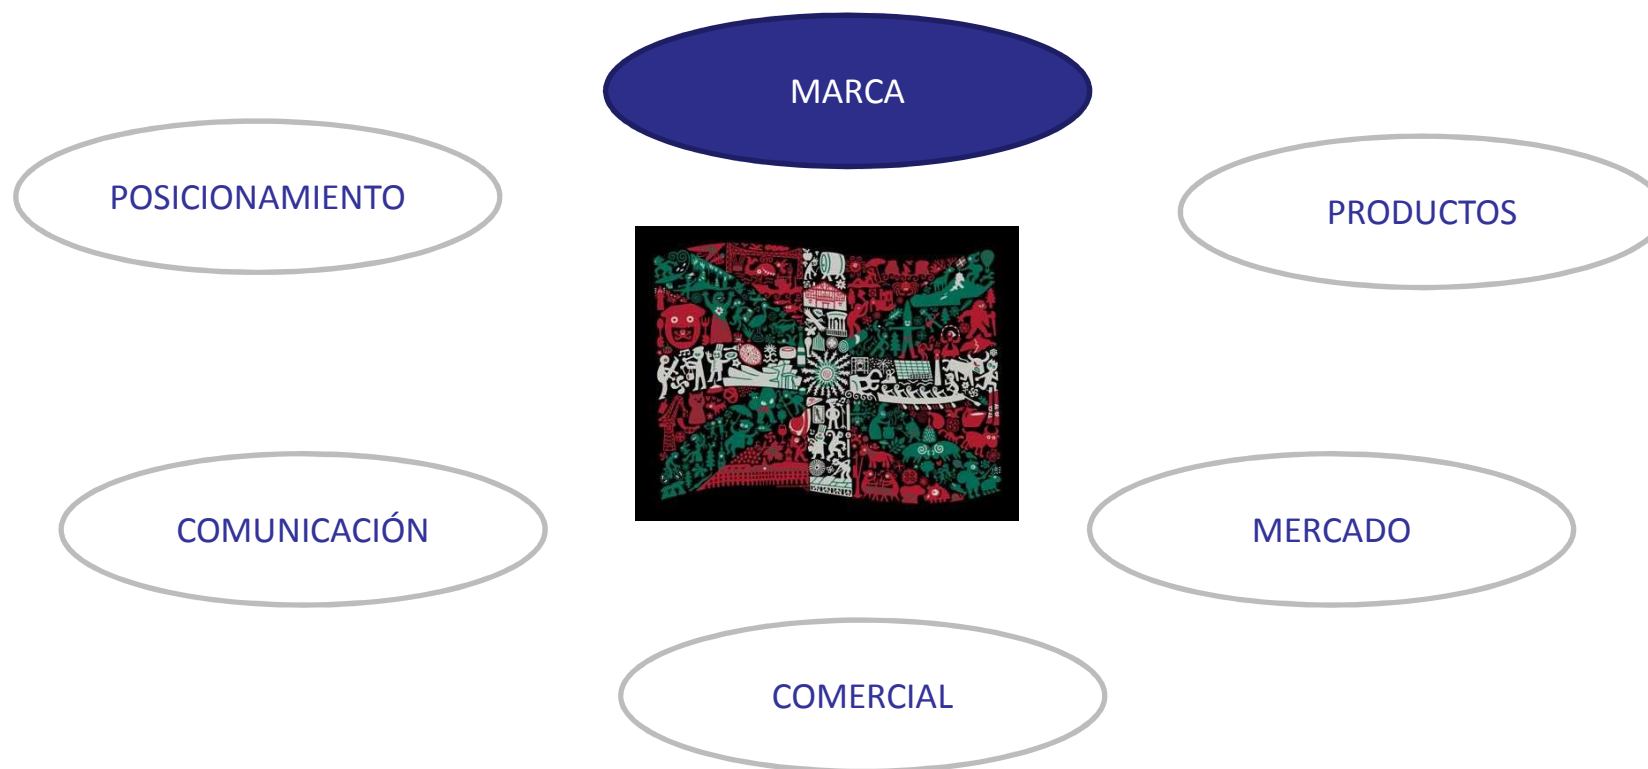 MARCA
POSICIONAMIENTO
PRODUCTOS
COMUNICACIÓN
MERCADO
COMERCIAL